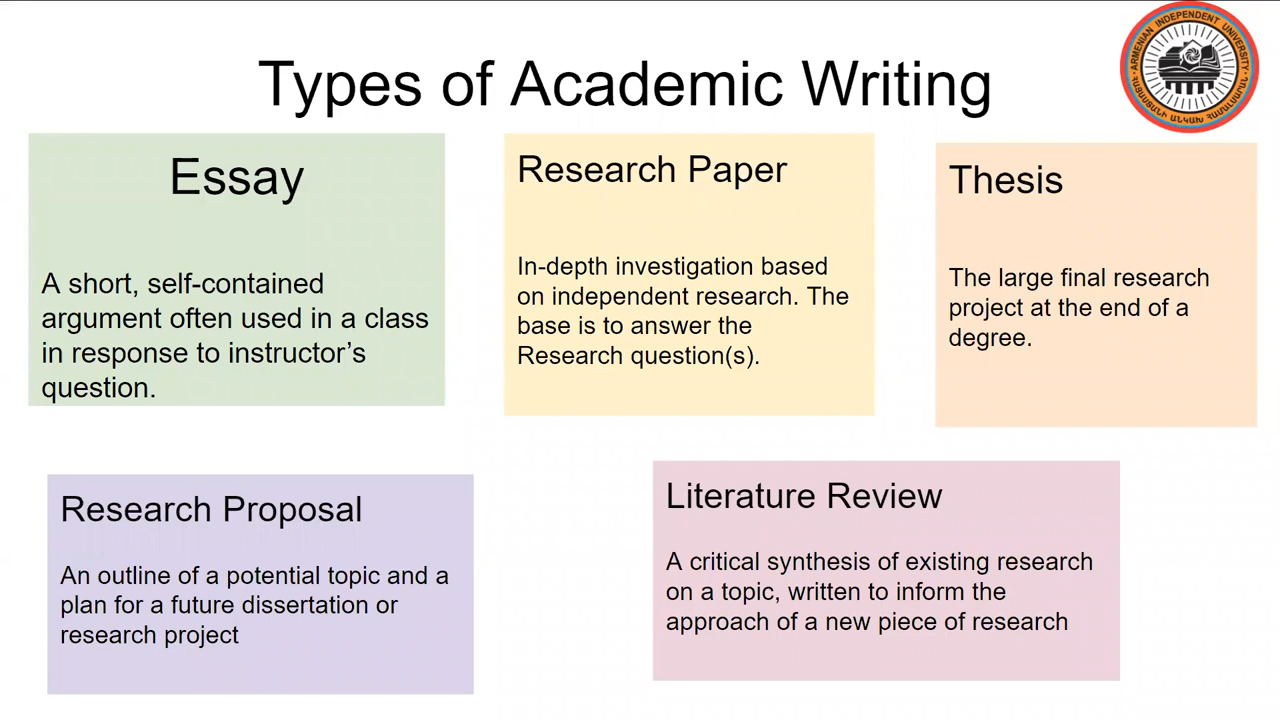 Types of Academic Writing
ARMENIAN INDEPENDENT UNIVERSITY
ՀԱՅԱՍՏԱՆԻ ԱՆԿԱԽ ՀԱՄԱԼՍԱՐԱՆ
Essay
A short, self-contained
argument often used in a class
in response to instructor’s
question.
Research Paper
In-depth investigation based
on independent research. The
base is to answer the
Research question(s).
Thesis
The large final research
project at the end of a
degree.
Research Proposal
An outline of a potential topic and a
plan for a future dissertation or
research project
Literature Review
A critical synthesis of existing research
on a topic, written to inform the
approach of a new piece of research